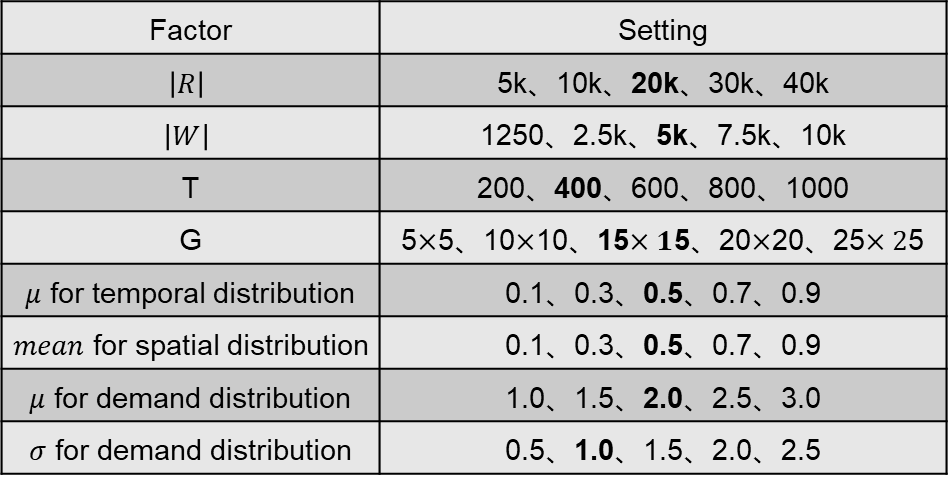 Factor Setting
|R| 5k、10k、20k、30k、40k
|W| 1250、2.5k、5k、7.5k、10k
T 200、400、600、800、1000
G 5×5、10×10、15× 15、20×20、25× 25
μ for temporal distribution 0.1、0.3、0.5、0.7、0.9
mean for spatial distribution 0.1、0.3、0.5、0.7、0.9
μ for demand distribution 1.0、1.5、2.0、2.5、3.0
σ for demand distribution 0.5、1.0、1.5、2.0、2.5